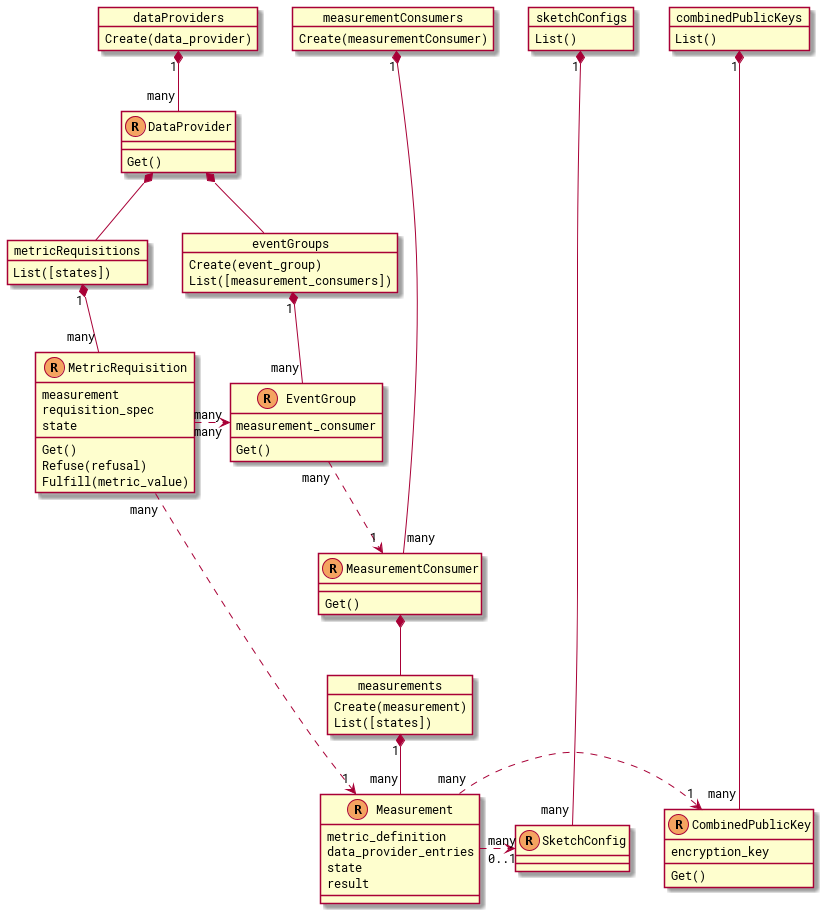 dataProviders
Create(data_provider)
measurementConsumers
Create(measurementConsumer)
sketchConfigs
List()
combinedPublicKeys
List()
1
1
1
1
many
R DataProvider
Get()
metricRequisitions
List([states])
eventGroups
Create(event_group)
List([measurement_consumers])
1
1
many
many
R MetricRequisition
measurement
requisition_spec
state
Get()
Refuse(refusal)
Fulfill(metric_value)
many
many
R EventGroup
measurement_consumer
Get()
many
many
1
many
R MeasurementConsumer
Get()
measurements
Create(measurement)
List([states])
1
1
many
many
1
many
many
R Measurement
metric_definition
data_provider_entries
state
result
many
0..1
R SketchConfig
R CombinedPublicKey
encryption_key
Get()